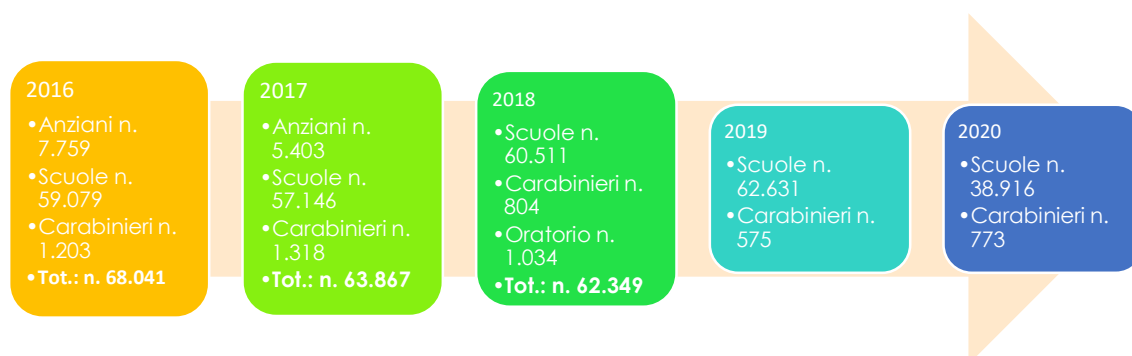 2016
•Anziani n.
7.759
•Scuole n.
59.079
•Carabinieri n.
1.203
•Tot.: n. 68.041
2017
•Anziani n.
5.403
•Scuole n.
57.146
•Carabinieri n.
1.318
•Tot.: n. 63.867
2018
•Scuole n.
60.511
•Carabinieri n.
804
•Oratorio n.
1.034
•Tot.: n. 62.349
2019
•Scuole n.
62.631
•Carabinieri n.
575
2020
•Scuole n.
38.916
•Carabinieri n.
773